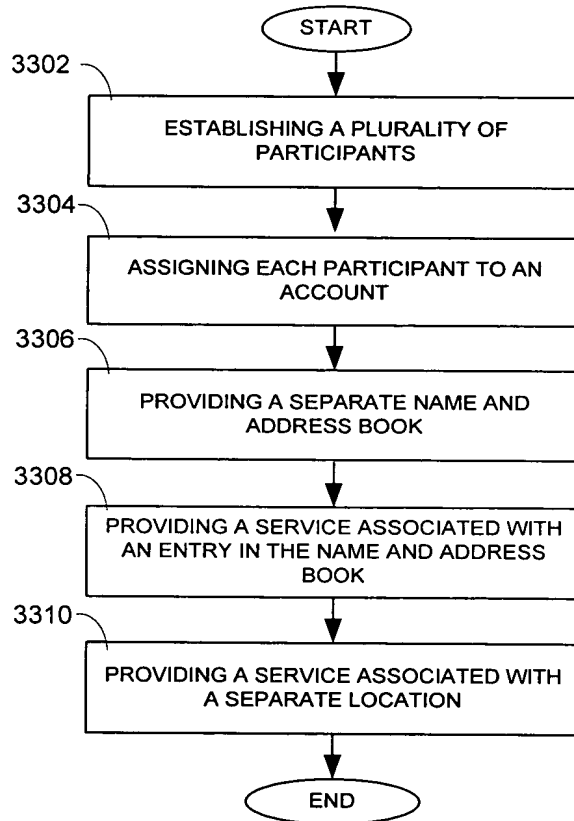 START
3302
ESTABLISHING A PLURALITY OF
PARTICIPANTS
3304
ASSIGNING EACH PARTICIPANT TO AN
ACCOUNT
3306
PROVIDING A SEPARATE NAME AND
ADDRESS BOOK
3308
PROVIDING A SERVICE ASSOCIATED WITH
AN ENTRY IN THE NAME AND ADDRESS
BOOK
3310
PROVIDING A SERVICE ASSOCIATED WITH
A SEPARATE LOCATION
END